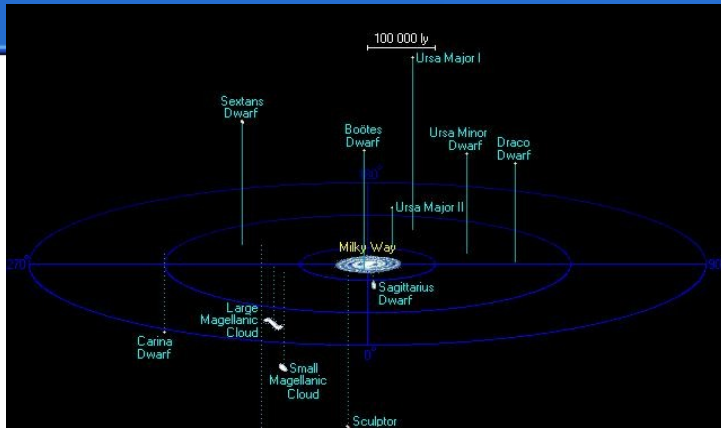 100 000 ly
Ursa Major I
Sextans
Dwarf
Boötes
Dwarf
Ursa Minor
Dwarf
Draco
Dwarf
Ursa Major II
Milky Way
270°
Sagittarius
Dwarf
Large
Magellanic
Cloud
Carina
Dwarf
0°
Small
Magellanic
Cloud
Sculptor